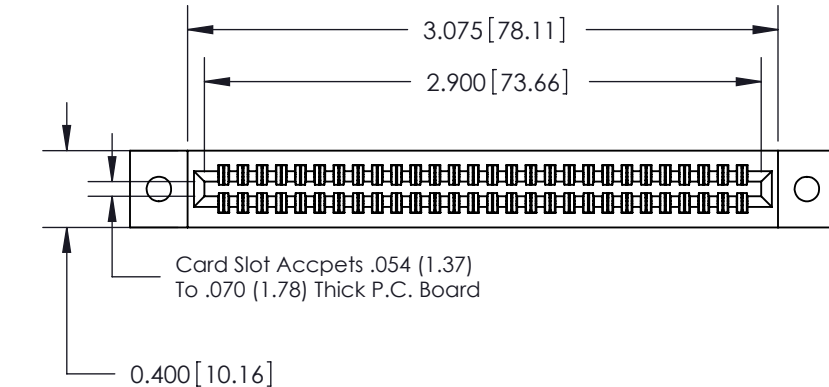 3.075[78.11]
2.900[73.66]
Card Slot Accpets .054 (1.37)
To .070 (1.78) Thick P.C. Board
0.400[10.16]